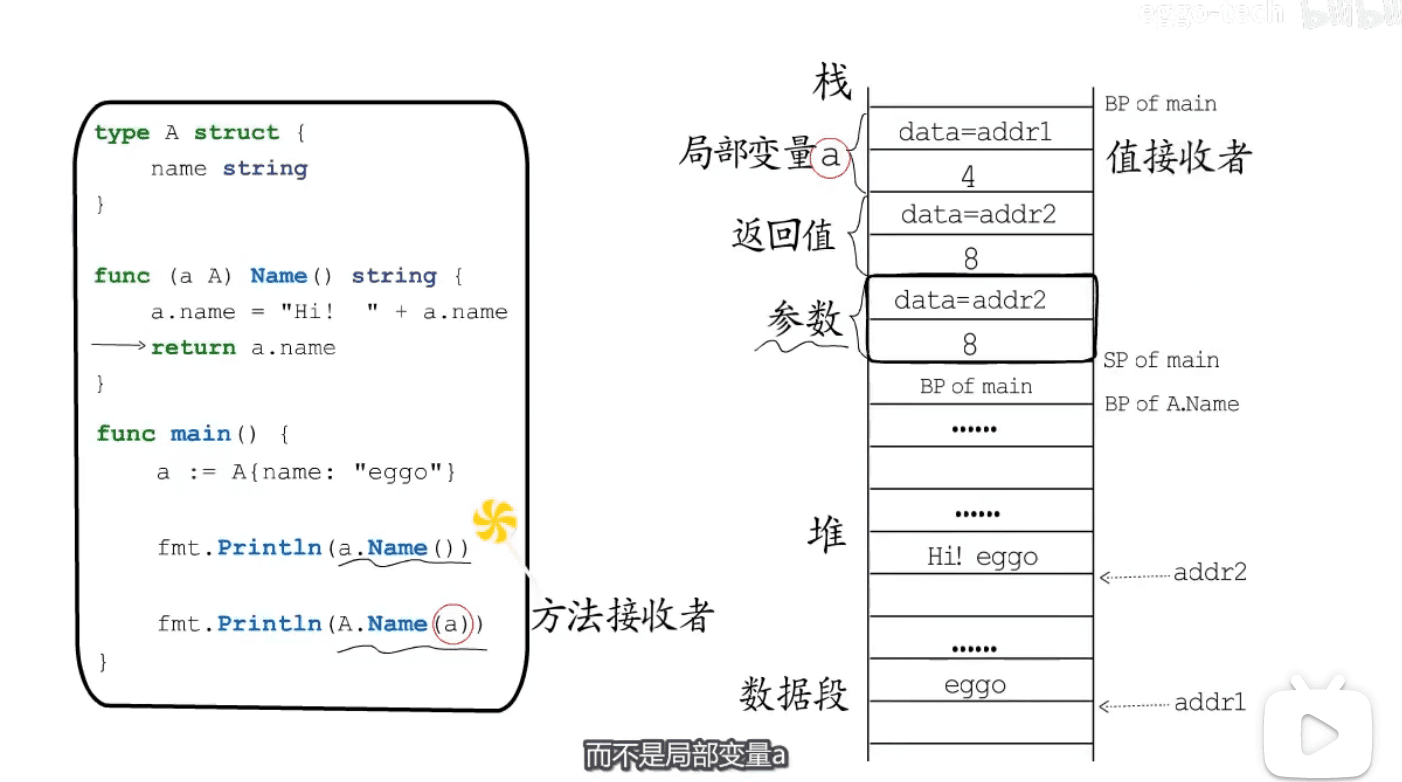 eggo-tech bilibili
type A struct {
name string
}
func (a A) Name() string {
a.name = "Hi!  " + a.name
return a.name
}
func main() {
a := A{name: "eggo"}
fmt.Println(a.Name())
fmt.Println(A.Name(a))
}
方法接收者
栈
BP of main
局部变量a
data=addr1
4
值接收者
返回值
data=addr2
8
参数
data=addr2
8
SP of main
BP of main
BP of A.Name
......
......
堆
Hi! eggo
addr2
......
数据段
eggo
addr1
而不是局部变量a